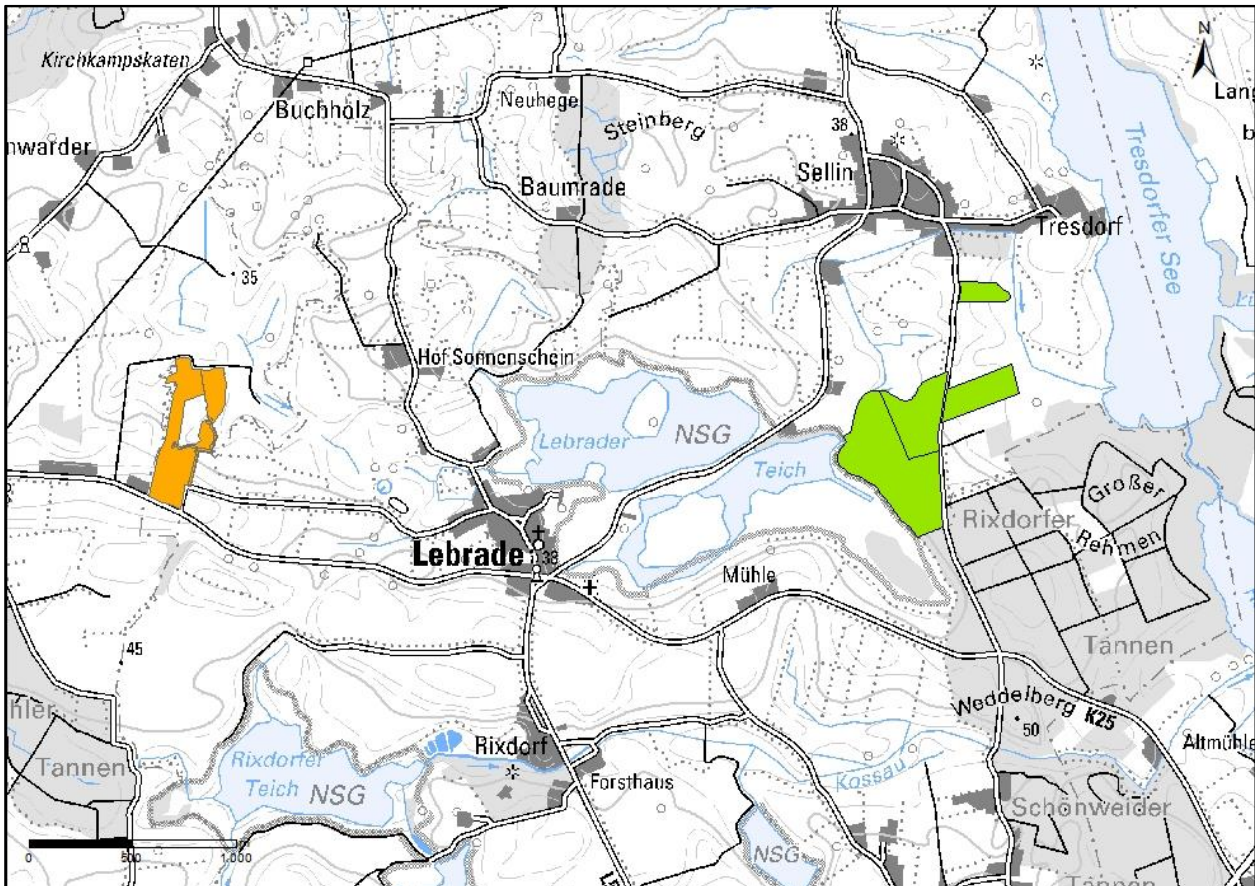 N
Kirchkampskaten
Buchholz
Neuhege
Steinberg
38
Lang
b
nwarder
Baumrade
Sellin
Tresdorf
Tresdorfer See
35
Hof Sonnenschein
Lebrader
NSG
Teich
Großer
Rixdorfer
Rehmen
Lebrade
38
Mühle
Tannen
45
Weddelberg
K25
50
hler
Tannen
Rixdorfer
Teich
NSG
Rixdorf
Forsthaus
Kossau
Altmühle
Schönweider
NSG
0 500 1.000
Tannen